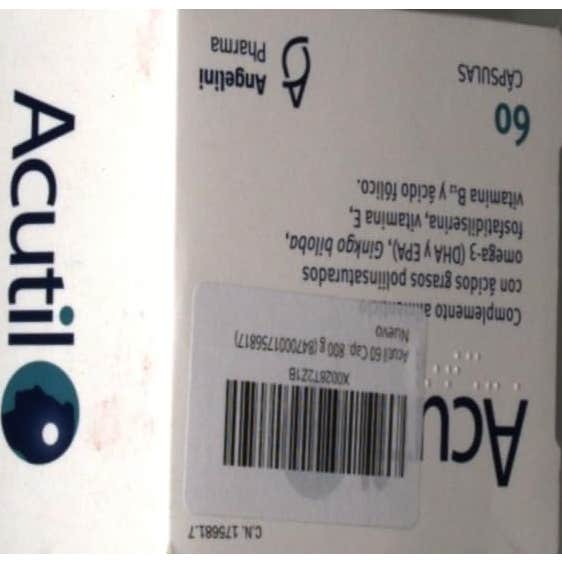 Acutil
C.N. 175681.7
Acu
X0028T2Z1B
Acutil 60 Cap. 800 g (8470001756817)
Nuevo
Complemento alimenticio
con ácidos grasos poliinsaturados
omega-3 (DHA y EPA), Ginkgo biloba,
fosfatidilserina, vitamina E,
vitamina B12 y ácido fólico.
60
CÁPSULAS
Angelini
Pharma